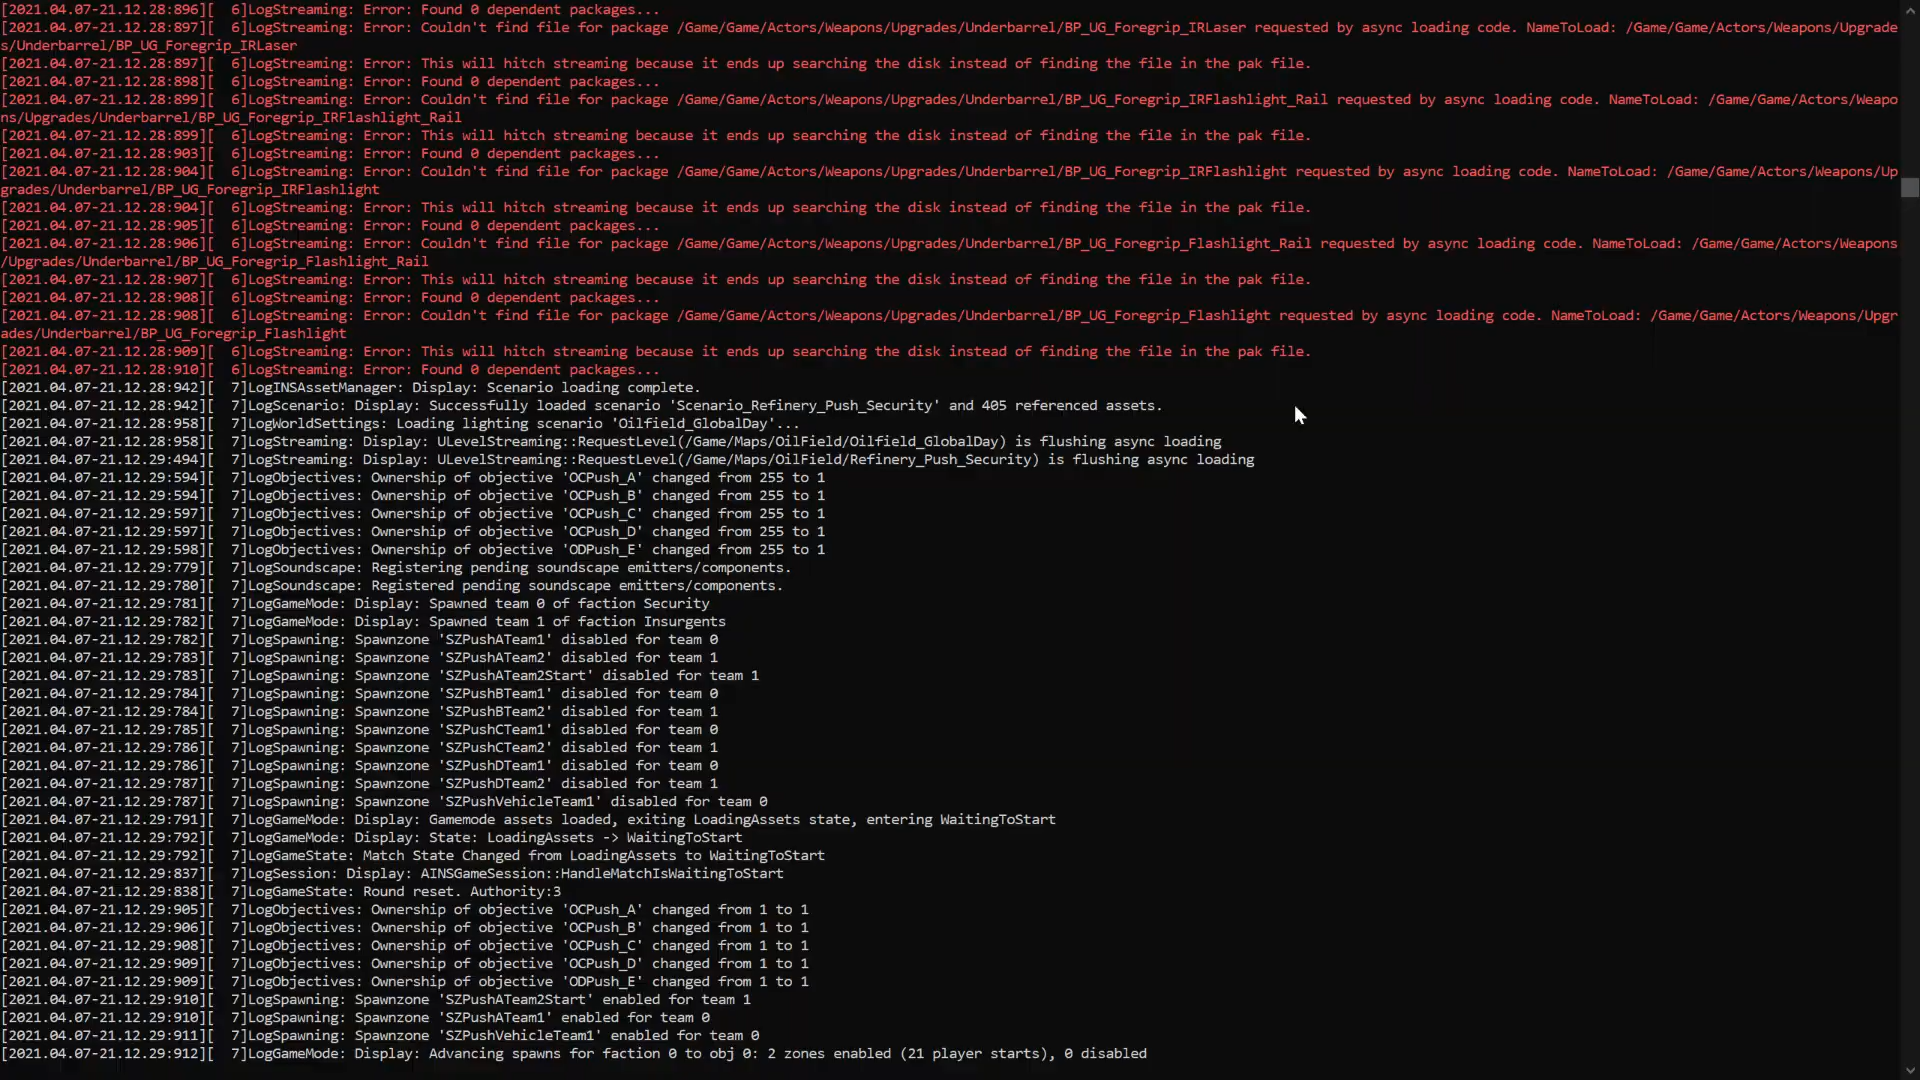 [2021.04.07-21.12.28:896][  6]LogStreaming: Error: Found 0 dependent packages...
[2021.04.07-21.12.28:897][  6]LogStreaming: Error: Couldn't find file for package /Game/Game/Actors/Weapons/Upgrades/Underbarrel/BP_UG_Foregrip_IRLaser requested by async loading code. NameToLoad: /Game/Game/Actors/Weapons/Upgrade
s/Underbarrel/BP_UG_Foregrip_IRLaser
[2021.04.07-21.12.28:897][  6]LogStreaming: Error: This will hitch streaming because it ends up searching the disk instead of finding the file in the pak file.
[2021.04.07-21.12.28:898][  6]LogStreaming: Error: Found 0 dependent packages...
[2021.04.07-21.12.28:899][  6]LogStreaming: Error: Couldn't find file for package /Game/Game/Actors/Weapons/Upgrades/Underbarrel/BP_UG_Foregrip_IRFlashlight_Rail requested by async loading code. NameToLoad: /Game/Game/Actors/Weapo
ns/Upgrades/Underbarrel/BP_UG_Foregrip_IRFlashlight_Rail
[2021.04.07-21.12.28:899][  6]LogStreaming: Error: This will hitch streaming because it ends up searching the disk instead of finding the file in the pak file.
[2021.04.07-21.12.28:903][  6]LogStreaming: Error: Found 0 dependent packages...
[2021.04.07-21.12.28:904][  6]LogStreaming: Error: Couldn't find file for package /Game/Game/Actors/Weapons/Upgrades/Underbarrel/BP_UG_Foregrip_IRFlashlight requested by async loading code. NameToLoad: /Game/Game/Actors/Weapons/Up
grades/Underbarrel/BP_UG_Foregrip_IRFlashlight
[2021.04.07-21.12.28:904][  6]LogStreaming: Error: This will hitch streaming because it ends up searching the disk instead of finding the file in the pak file.
[2021.04.07-21.12.28:905][  6]LogStreaming: Error: Found 0 dependent packages...
[2021.04.07-21.12.28:906][  6]LogStreaming: Error: Couldn't find file for package /Game/Game/Actors/Weapons/Upgrades/Underbarrel/BP_UG_Foregrip_Flashlight_Rail requested by async loading code. NameToLoad: /Game/Game/Actors/Weapons
/Upgrades/Underbarrel/BP_UG_Foregrip_Flashlight_Rail
[2021.04.07-21.12.28:907][  6]LogStreaming: Error: This will hitch streaming because it ends up searching the disk instead of finding the file in the pak file.
[2021.04.07-21.12.28:908][  6]LogStreaming: Error: Found 0 dependent packages...
[2021.04.07-21.12.28:908][  6]LogStreaming: Error: Couldn't find file for package /Game/Game/Actors/Weapons/Upgrades/Underbarrel/BP_UG_Foregrip_Flashlight requested by async loading code. NameToLoad: /Game/Game/Actors/Weapons/Upgr
ades/Underbarrel/BP_UG_Foregrip_Flashlight
[2021.04.07-21.12.28:909][  6]LogStreaming: Error: This will hitch streaming because it ends up searching the disk instead of finding the file in the pak file.
[2021.04.07-21.12.28:910][  6]LogStreaming: Error: Found 0 dependent packages...
[2021.04.07-21.12.28:942][  7]LogINSAssetManager: Display: Scenario loading complete.
[2021.04.07-21.12.28:942][  7]LogScenario: Display: Successfully loaded scenario 'Scenario_Refinery_Push_Security' and 405 referenced assets.
[2021.04.07-21.12.28:958][  7]LogWorldSettings: Loading lighting scenario 'Oilfield_GlobalDay'...
[2021.04.07-21.12.28:958][  7]LogStreaming: Display: ULevelStreaming::RequestLevel(/Game/Maps/OilField/Oilfield_GlobalDay) is flushing async loading
[2021.04.07-21.12.29:494][  7]LogStreaming: Display: ULevelStreaming::RequestLevel(/Game/Maps/OilField/Refinery_Push_Security) is flushing async loading
[2021.04.07-21.12.29:594][  7]LogObjectives: Ownership of objective 'OCPush_A' changed from 255 to 1
[2021.04.07-21.12.29:594][  7]LogObjectives: Ownership of objective 'OCPush_B' changed from 255 to 1
[2021.04.07-21.12.29:597][  7]LogObjectives: Ownership of objective 'OCPush_C' changed from 255 to 1
[2021.04.07-21.12.29:597][  7]LogObjectives: Ownership of objective 'OCPush_D' changed from 255 to 1
[2021.04.07-21.12.29:598][  7]LogObjectives: Ownership of objective 'ODPush_E' changed from 255 to 1
[2021.04.07-21.12.29:779][  7]LogSoundscape: Registering pending soundscape emitters/components.
[2021.04.07-21.12.29:780][  7]LogSoundscape: Registered pending soundscape emitters/components.
[2021.04.07-21.12.29:781][  7]LogGameMode: Display: Spawned team 0 of faction Security
[2021.04.07-21.12.29:782][  7]LogGameMode: Display: Spawned team 1 of faction Insurgents
[2021.04.07-21.12.29:782][  7]LogSpawning: Spawnzone 'SZPushATeam1' disabled for team 0
[2021.04.07-21.12.29:783][  7]LogSpawning: Spawnzone 'SZPushATeam2' disabled for team 1
[2021.04.07-21.12.29:783][  7]LogSpawning: Spawnzone 'SZPushATeam2Start' disabled for team 1
[2021.04.07-21.12.29:784][  7]LogSpawning: Spawnzone 'SZPushBTeam1' disabled for team 0
[2021.04.07-21.12.29:784][  7]LogSpawning: Spawnzone 'SZPushBTeam2' disabled for team 1
[2021.04.07-21.12.29:785][  7]LogSpawning: Spawnzone 'SZPushCTeam1' disabled for team 0
[2021.04.07-21.12.29:786][  7]LogSpawning: Spawnzone 'SZPushCTeam2' disabled for team 1
[2021.04.07-21.12.29:786][  7]LogSpawning: Spawnzone 'SZPushDTeam1' disabled for team 0
[2021.04.07-21.12.29:787][  7]LogSpawning: Spawnzone 'SZPushDTeam2' disabled for team 1
[2021.04.07-21.12.29:787][  7]LogSpawning: Spawnzone 'SZPushVehicleTeam1' disabled for team 0
[2021.04.07-21.12.29:791][  7]LogGameMode: Display: Gamemode assets loaded, exiting LoadingAssets state, entering WaitingToStart
[2021.04.07-21.12.29:792][  7]LogGameMode: Display: State: LoadingAssets -> WaitingToStart
[2021.04.07-21.12.29:792][  7]LogGameState: Match State Changed from LoadingAssets to WaitingToStart
[2021.04.07-21.12.29:837][  7]LogSession: Display: AINSGameSession::HandleMatchIsWaitingToStart
[2021.04.07-21.12.29:838][  7]LogGameState: Round reset. Authority:3
[2021.04.07-21.12.29:905][  7]LogObjectives: Ownership of objective 'OCPush_A' changed from 1 to 1
[2021.04.07-21.12.29:906][  7]LogObjectives: Ownership of objective 'OCPush_B' changed from 1 to 1
[2021.04.07-21.12.29:908][  7]LogObjectives: Ownership of objective 'OCPush_C' changed from 1 to 1
[2021.04.07-21.12.29:909][  7]LogObjectives: Ownership of objective 'OCPush_D' changed from 1 to 1
[2021.04.07-21.12.29:909][  7]LogObjectives: Ownership of objective 'ODPush_E' changed from 1 to 1
[2021.04.07-21.12.29:910][  7]LogSpawning: Spawnzone 'SZPushATeam2Start' enabled for team 1
[2021.04.07-21.12.29:910][  7]LogSpawning: Spawnzone 'SZPushATeam1' enabled for team 0
[2021.04.07-21.12.29:911][  7]LogSpawning: Spawnzone 'SZPushVehicleTeam1' enabled for team 0
[2021.04.07-21.12.29:912][  7]LogGameMode: Display: Advancing spawns for faction 0 to obj 0: 2 zones enabled (21 player starts), 0 disabled